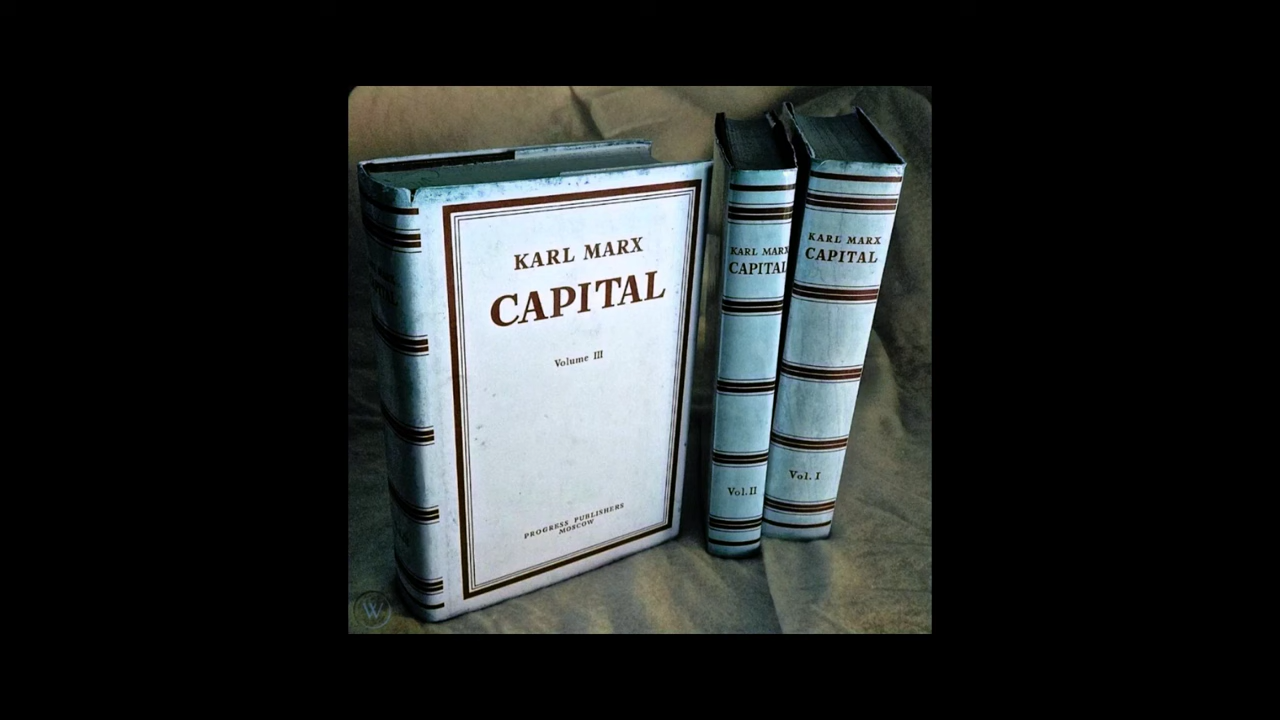 KARL MARX
CAPITAL
Volume III
PROGRESS PUBLISHERS
MOSCOW
KARL MARX
CAPITAL
Vol. II
KARL MARX
CAPITAL
Vol. I
W